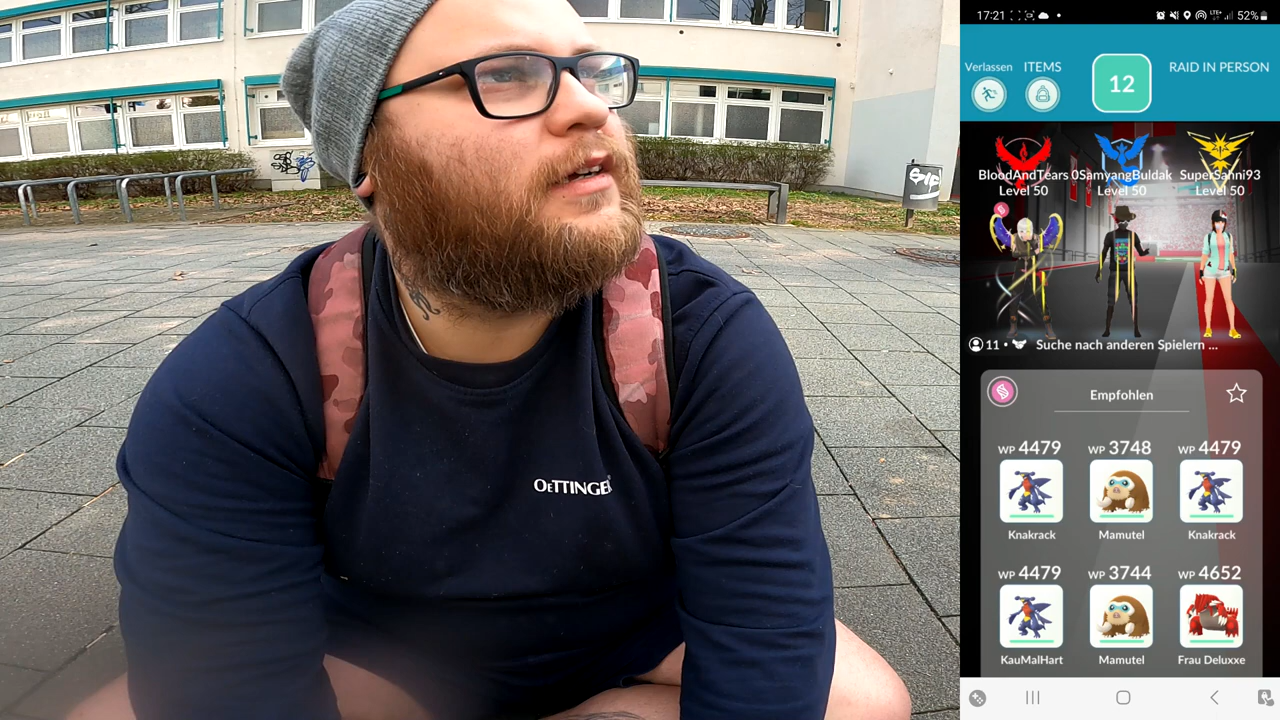 OETTINGER
17:21
LTE+
52%
Verlassen
ITEMS
12
RAID IN PERSON
BloodAndTears 0SamyangBuldak SuperSahni93
Level 50 Level 50 Level 50
11 • Suche nach anderen Spielern ...
Empfohlen
WP 4479 WP 3748 WP 4479
Knakrack Mamutel Knakrack
WP 4479 WP 3744 WP 4652
KauMalHart Mamutel Frau Deluxxe